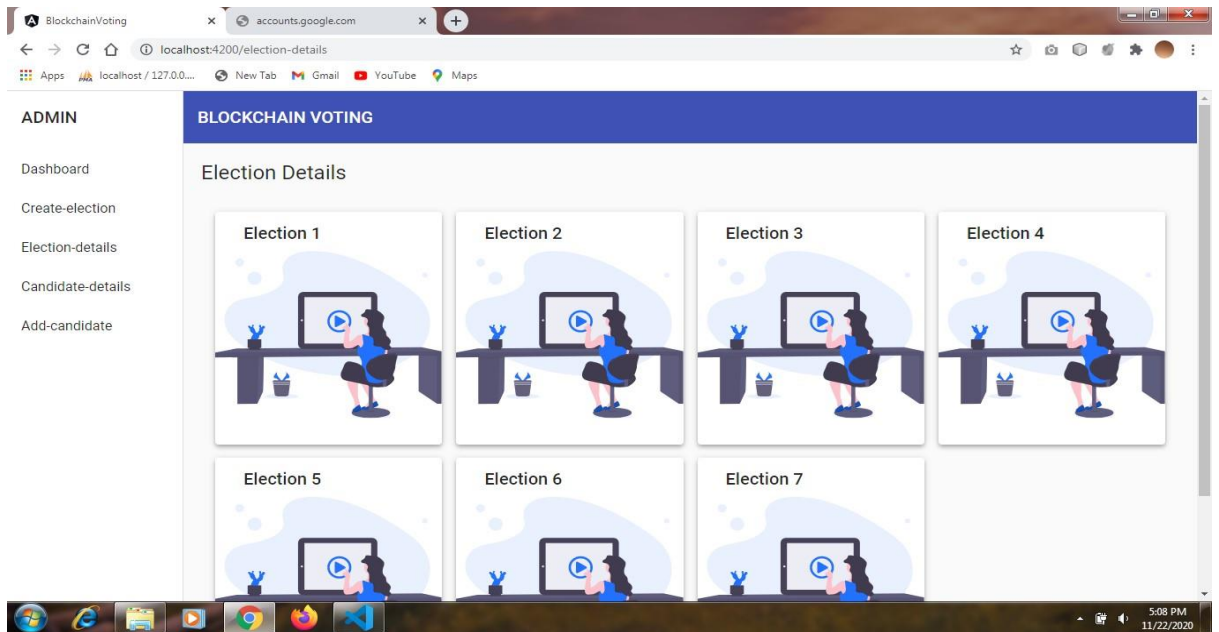 BlockchainVoting
accounts.google.com
localhost:4200/election-details
Apps localhost / 127.0.0.... New Tab Gmail YouTube Maps
ADMIN
BLOCKCHAIN VOTING
Dashboard
Create-election
Election-details
Candidate-details
Add-candidate
Election Details
Election 1
Election 2
Election 3
Election 4
Election 5
Election 6
Election 7
5:08 PM
11/22/2020